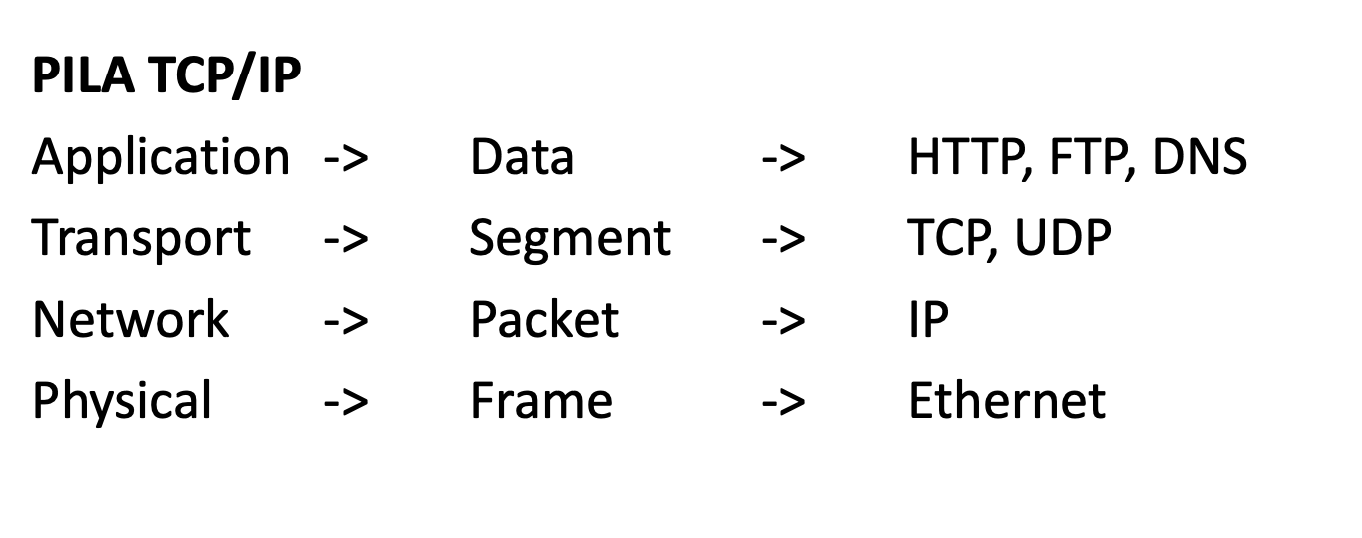 PILA TCP/IP
Application -> Data -> HTTP, FTP, DNS
Transport -> Segment -> TCP, UDP
Network -> Packet -> IP
Physical -> Frame -> Ethernet